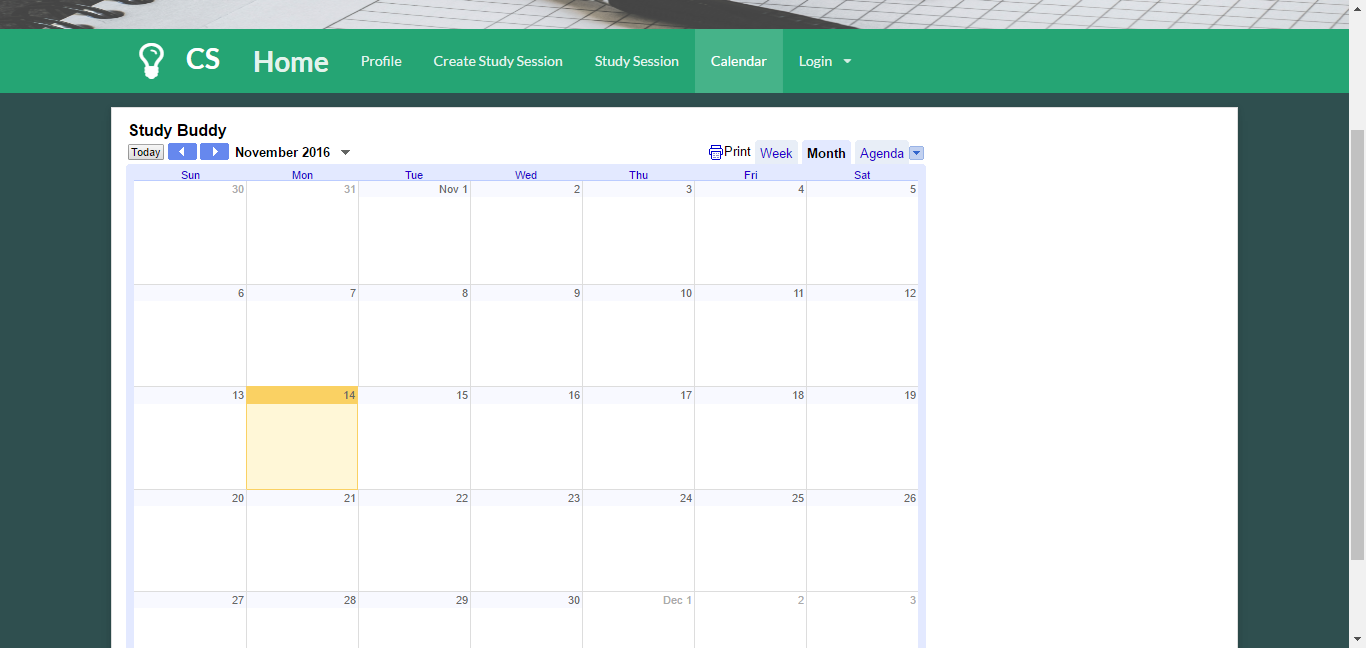 CS Home Profile Create Study Session Study Session Calendar Login
Study Buddy
Today November 2016 Print Week Month Agenda
Sun Mon Tue Wed Thu Fri Sat
30 31 Nov 1 2 3 4 5
6 7 8 9 10 11 12
13 14 15 16 17 18 19
20 21 22 23 24 25 26
27 28 29 30 Dec 1 2 3